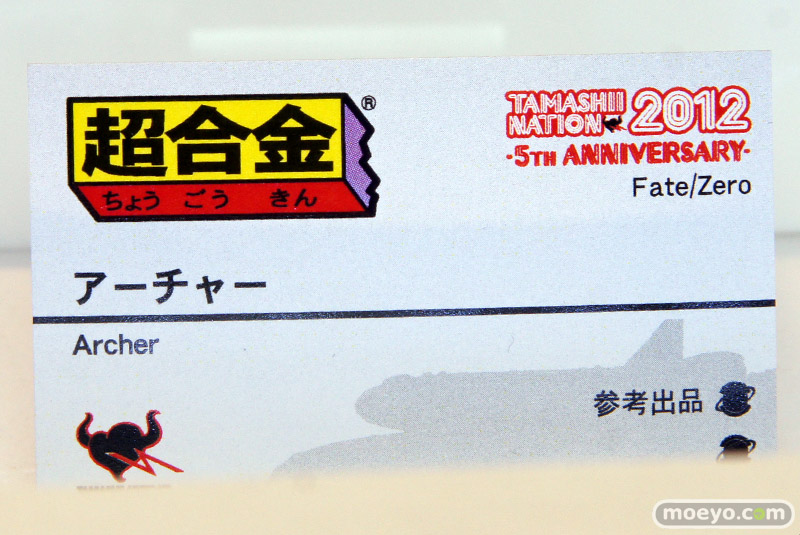 超合金®
ちょう ごう きん
TAMASHII NATION 2012
·5TH ANNIVERSARY·
Fate/Zero
アーチャー
Archer
参考出品
moeyo.com